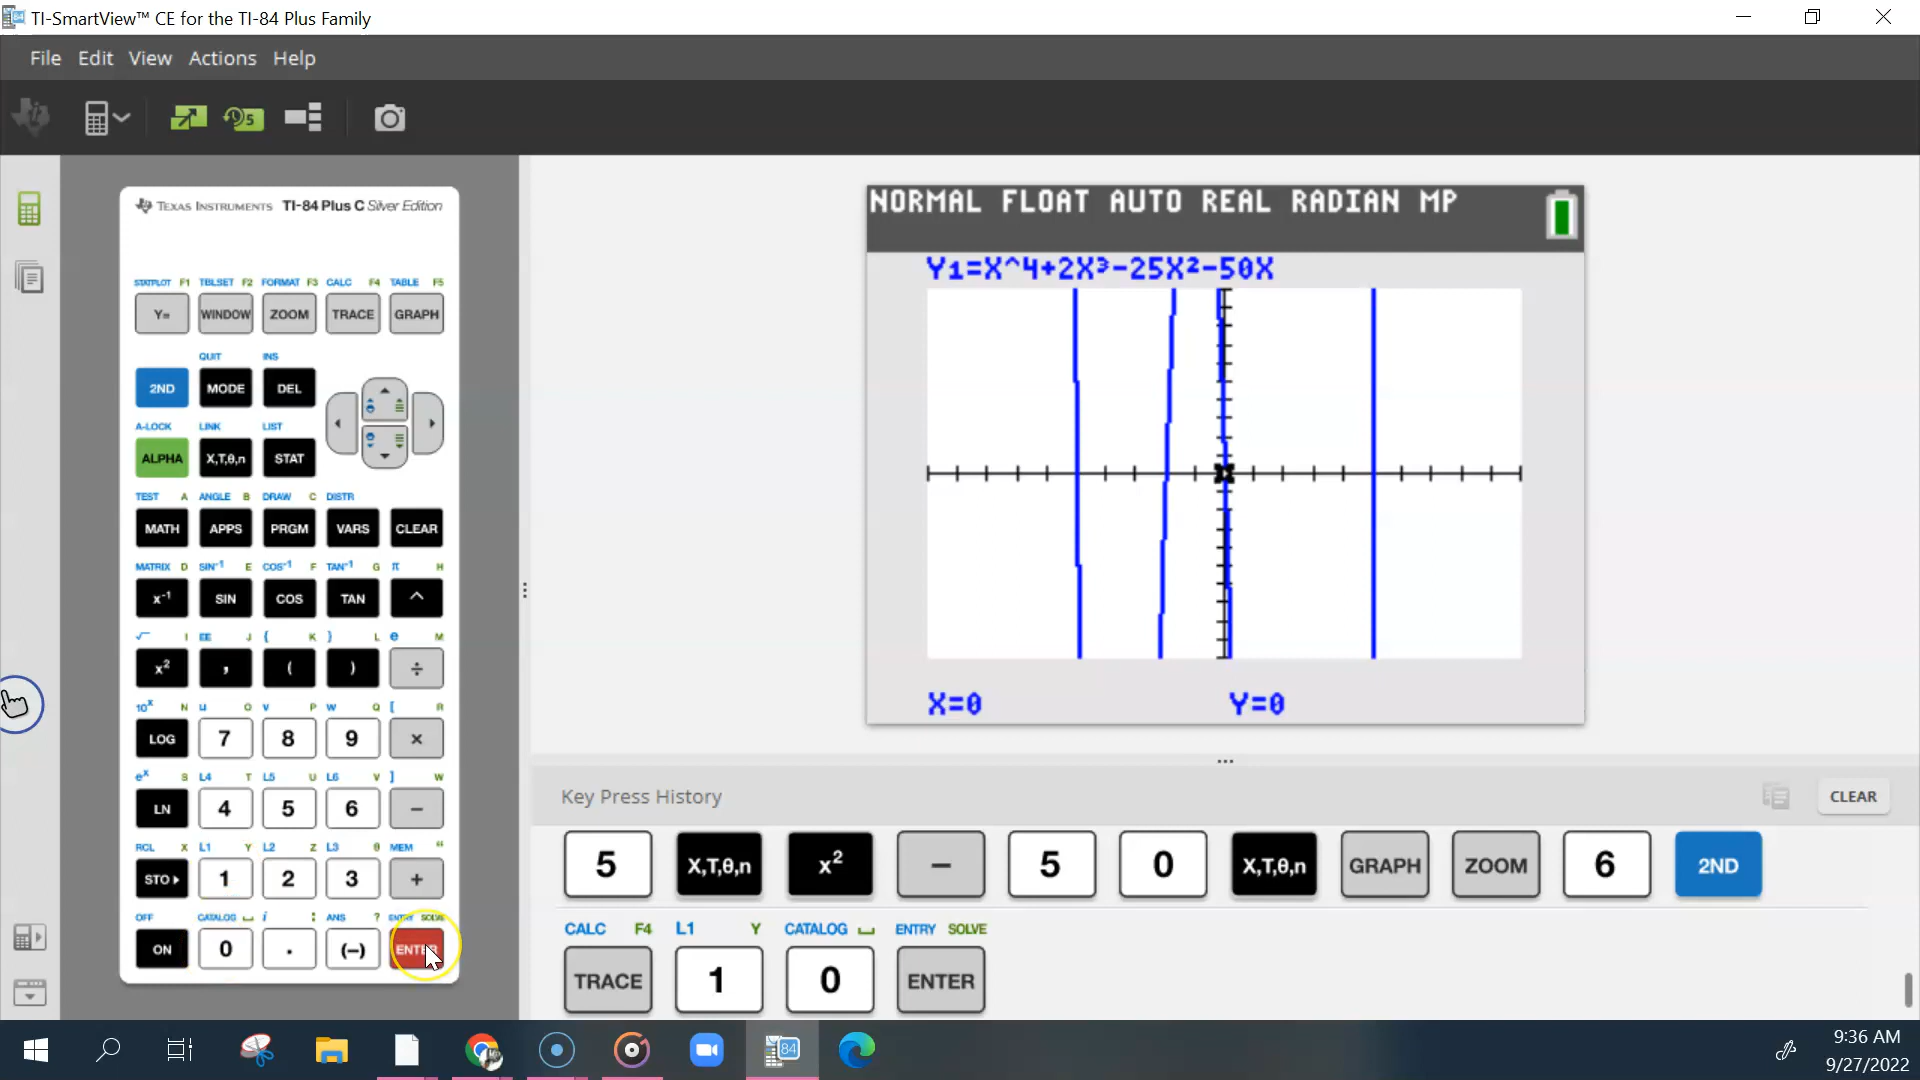 TI-SmartView™ CE for the TI-84 Plus Family
File Edit View Actions Help
5
TEXAS INSTRUMENTS TI-84 Plus C Silver Edition
STATPLOT F1 TBLSET F2 FORMAT F3 CALC F4 TABLE F5
Y= WINDOW ZOOM TRACE GRAPH
QUIT INS
2ND MODE DEL
A-LOCK LINK LIST
ALPHA X,T,θ,n STAT
TEST A ANGLE B DRAW C DISTR
MATH APPS PRGM VARS CLEAR
MATRIX D SIN⁻¹ E COS⁻¹ F TAN⁻¹ G π H
x⁻¹ SIN COS TAN ^
√ I EE J { K } L e M
x² , ( ) ÷
10ˣ N u O v P w Q [ R
LOG 7 8 9 ×
eˣ S L4 T L5 U L6 V ] W
LN 4 5 6 −
RCL X L1 Y L2 Z L3 θ MEM “
STO▸ 1 2 3 +
OFF CATALOG ⎵ i : ANS ? ENTRY SOLVE
ON 0 . (−) ENTER
NORMAL FLOAT AUTO REAL RADIAN MP
Y1=X^4+2X³-25X²-50X
X=0 Y=0
Key Press History CLEAR
5 X,T,θ,n x² − 5 0 X,T,θ,n GRAPH ZOOM 6 2ND
CALC F4 L1 Y CATALOG ⎵ ENTRY SOLVE
TRACE 1 0 ENTER
84
9:36 AM
9/27/2022